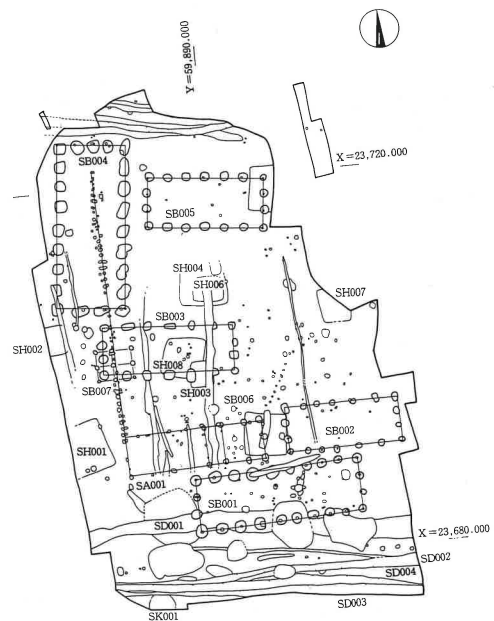 Y=59,890.000
X=23,720.000
SB004
SB005
SH004
SH006
SH007
SB003
SH002
SH008
SH003
SB007
SB006
SH001
SB002
SA001
SB001
SD001
X=23,680.000
SD002
SD004
SD003
SK001